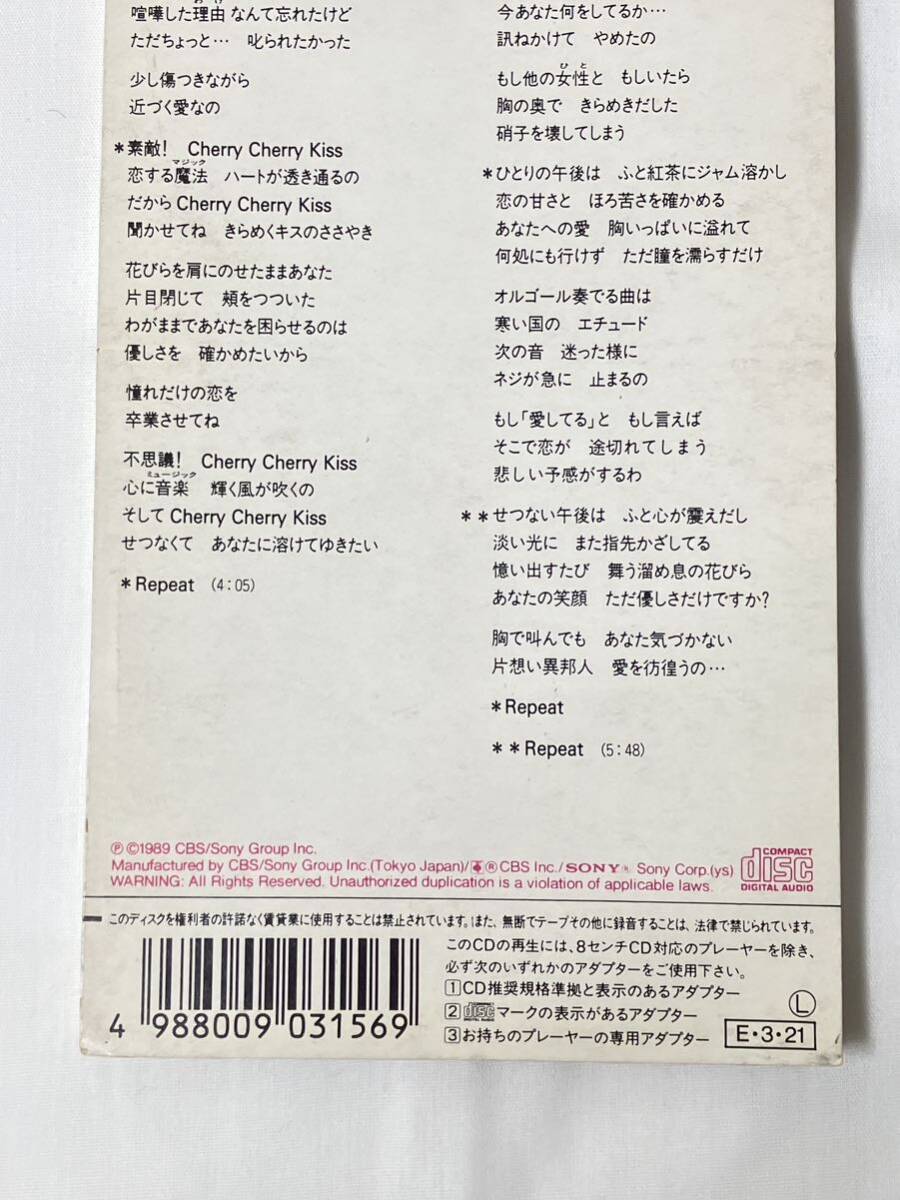 喧嘩した理由 なんて忘れたけど
ただちょっと… 叱られたかった
少し傷つきながら
近づく愛なの
*素敵! Cherry Cherry Kiss
マジック
恋する魔法 ハートが透き通るの
だから Cherry Cherry Kiss
聞かせてね きらめくキスのささやき
花びらを肩にのせたままあなた
片目閉じて 頬をつついた
わがままであなたを困らせるのは
優しさを 確かめたいから
憧れだけの恋を
卒業させてね
不思議! Cherry Cherry Kiss
ミュージック
心に音楽 輝く風が吹くの
そして Cherry Cherry Kiss
せつなくて あなたに溶けてゆきたい
*Repeat (4:05)
今あなた何をしてるか…
訊ねかけて やめたの
ひと
もし他の女性と もしいたら
胸の奥で きらめきだした
硝子を壊してしまう
*ひとりの午後は ふと紅茶にジャム溶かし
恋の甘さと ほろ苦さを確かめる
あなたへの愛 胸いっぱいに溢れて
何処にも行けず ただ瞳を濡らすだけ
オルゴール奏でる曲は
寒い国の エチュード
次の音 迷った様に
ネジが急に 止まるの
もし「愛してる」と もし言えば
そこで恋が 途切れてしまう
悲しい予感がするわ
**せつない午後は ふと心が震えだし
淡い光に また指先かざしてる
憶い出すたび 舞う溜め息の花びら
あなたの笑顔 ただ優しさだけですか?
胸で叫んでも あなた気づかない
片想い異邦人 愛を彷徨うの…
*Repeat
**Repeat (5:48)
Ⓟ©1989 CBS/Sony Group Inc.
Manufactured by CBS/Sony Group Inc.(Tokyo Japan)/®CBS Inc./SONY® Sony Corp.(ys)
WARNING: All Rights Reserved. Unauthorized duplication is a violation of applicable laws.
COMPACT
disc
DIGITAL AUDIO
このディスクを権利者の許諾なく賃貸業に使用することは禁止されています。また、無断でテープその他に録音することは、法律で禁じられています。
このCDの再生には、8センチCD対応のプレーヤーを除き、
必ず次のいずれかのアダプターをご使用下さい。
1 CD推奨規格準拠と表示のあるアダプター
2 disc マークの表示があるアダプター
3 お持ちのプレーヤーの専用アダプター
Ⓛ
E・3・21
4 988009 031569